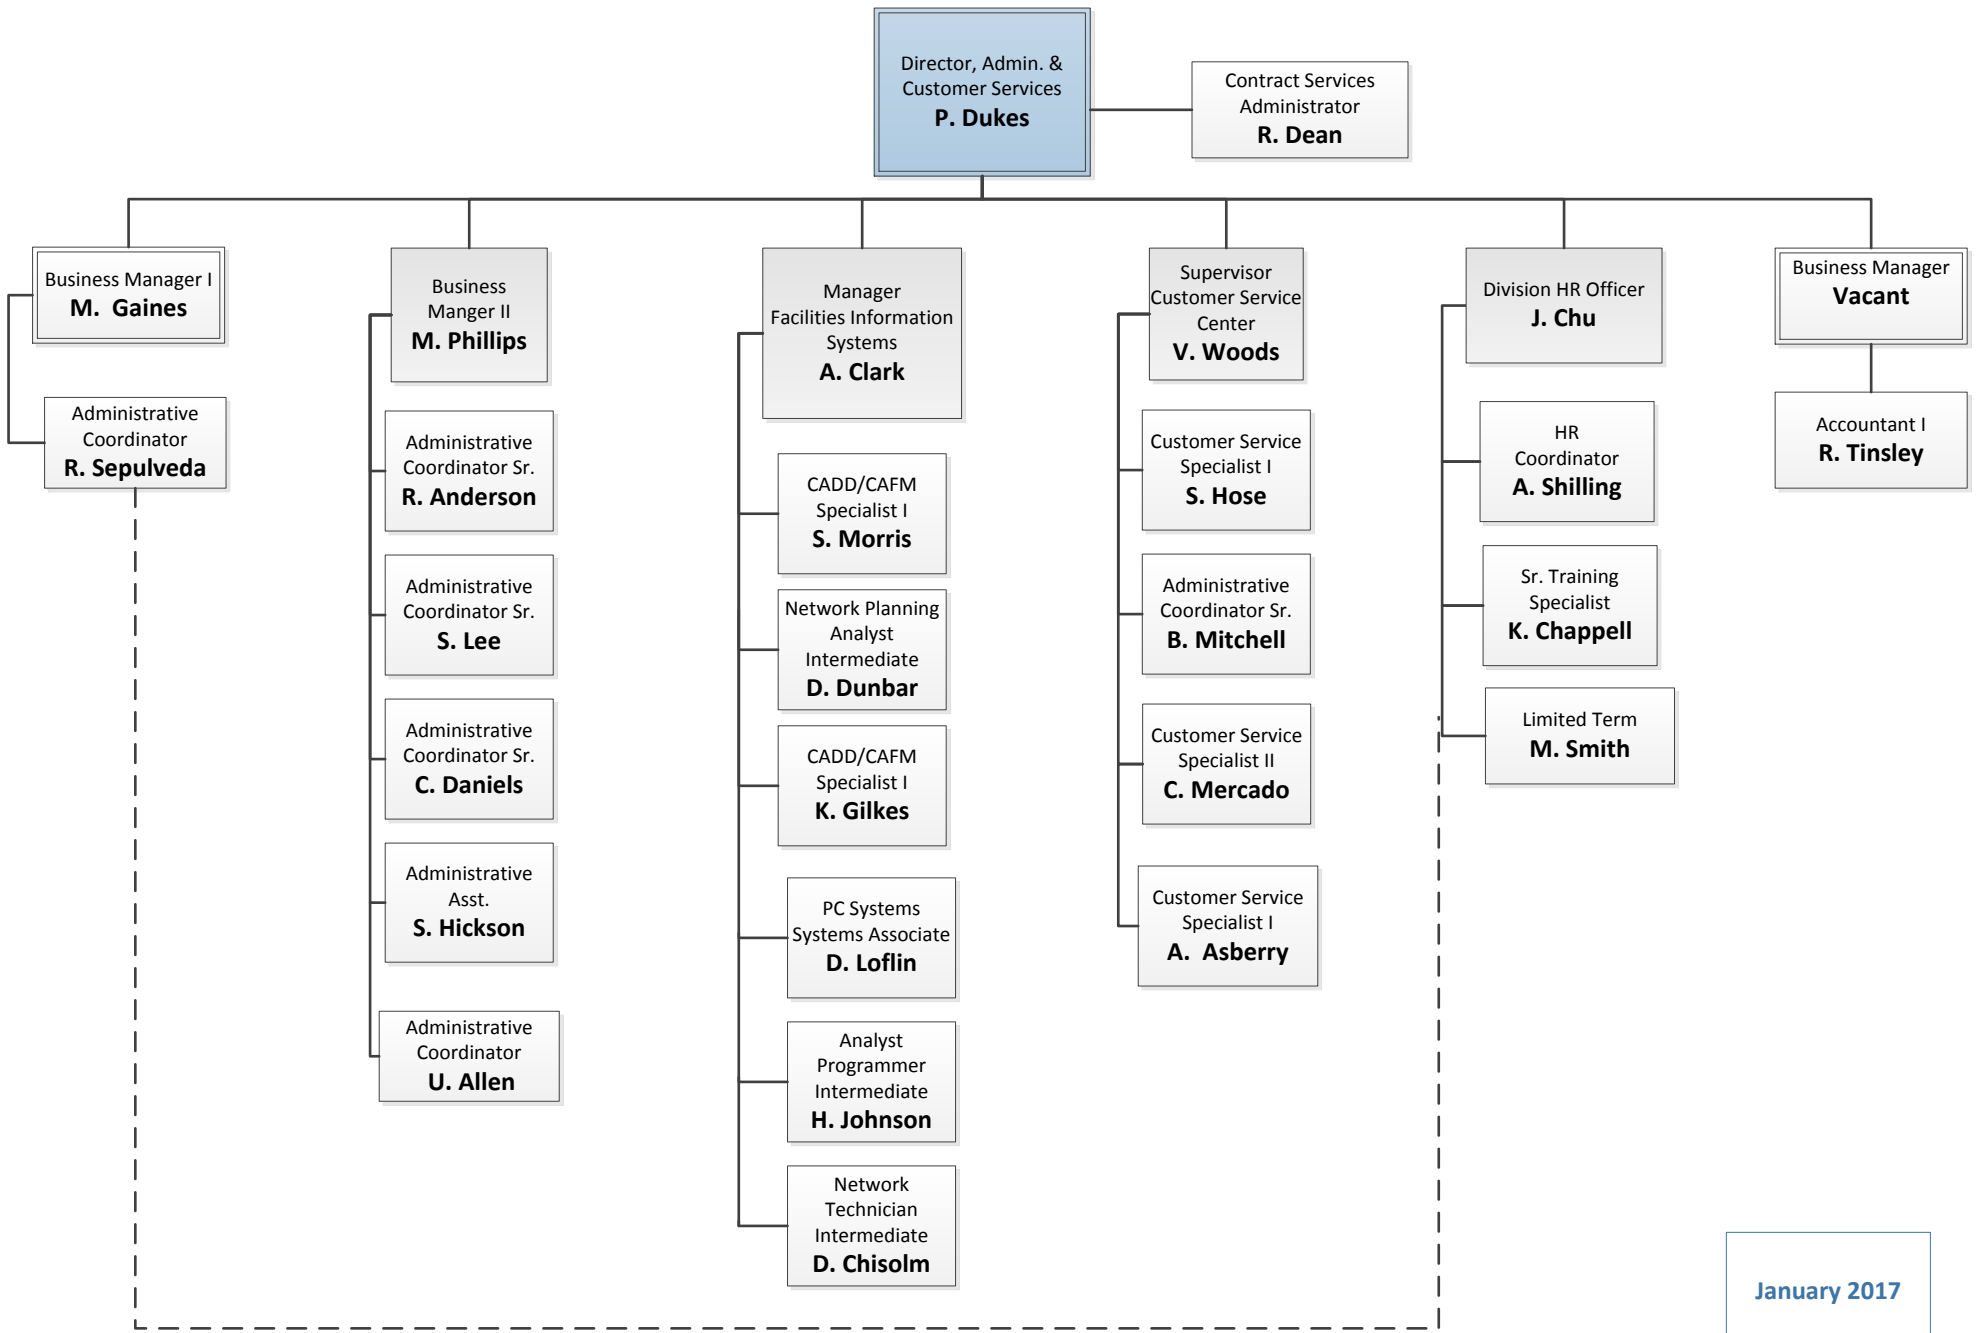 Director, Admin. &
Customer Services
P. Dukes
Contract Services
Administrator
R. Dean
Business Manager I
M.  Gaines
Administrative
Coordinator
R. Sepulveda
Business
Manger II
M. Phillips
Administrative
Coordinator Sr.
R. Anderson
Administrative
Coordinator Sr.
S. Lee
Administrative
Coordinator Sr.
C. Daniels
Administrative
Asst.
S. Hickson
Administrative
Coordinator
U. Allen
Manager
Facilities Information
Systems
A. Clark
CADD/CAFM
Specialist I
S. Morris
Network Planning
Analyst
Intermediate
D. Dunbar
CADD/CAFM
Specialist I
K. Gilkes
PC Systems
Systems Associate
D. Loflin
Analyst
Programmer
Intermediate
H. Johnson
Network
Technician
Intermediate
D. Chisolm
Supervisor
Customer Service
Center
V. Woods
Customer Service
Specialist I
S. Hose
Administrative
Coordinator Sr.
B. Mitchell
Customer Service
Specialist II
C. Mercado
Customer Service
Specialist I
A.  Asberry
Division HR Officer
J. Chu
HR
Coordinator
A. Shilling
Sr. Training
Specialist
K. Chappell
Limited Term
M. Smith
Business Manager
Vacant
Accountant I
R. Tinsley
January 2017